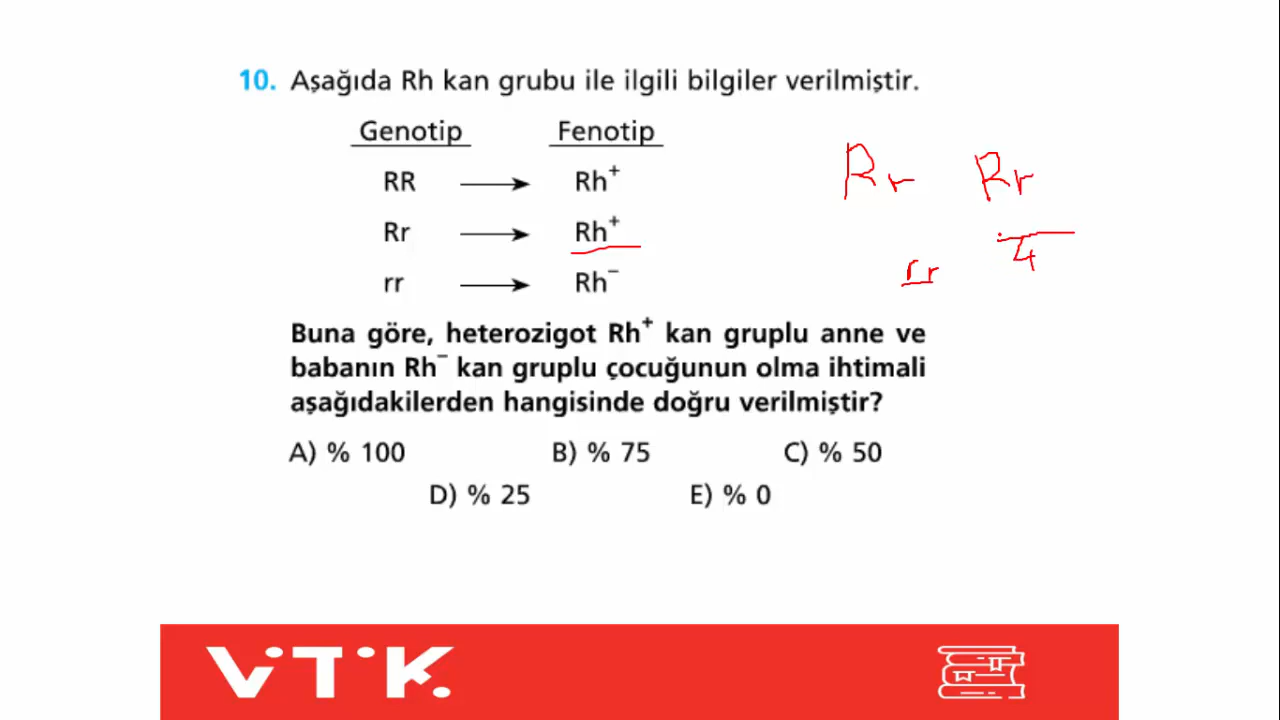 10. Aşağıda Rh kan grubu ile ilgili bilgiler verilmiştir.
Genotip Fenotip
RR → Rh⁺
Rr → Rh⁺
rr → Rh⁻
Rr Rr
4
rr
Buna göre, heterozigot Rh⁺ kan gruplu anne ve
babanın Rh⁻ kan gruplu çocuğunun olma ihtimali
aşağıdakilerden hangisinde doğru verilmiştir?
A) % 100 B) % 75 C) % 50
D) % 25 E) % 0
VTK